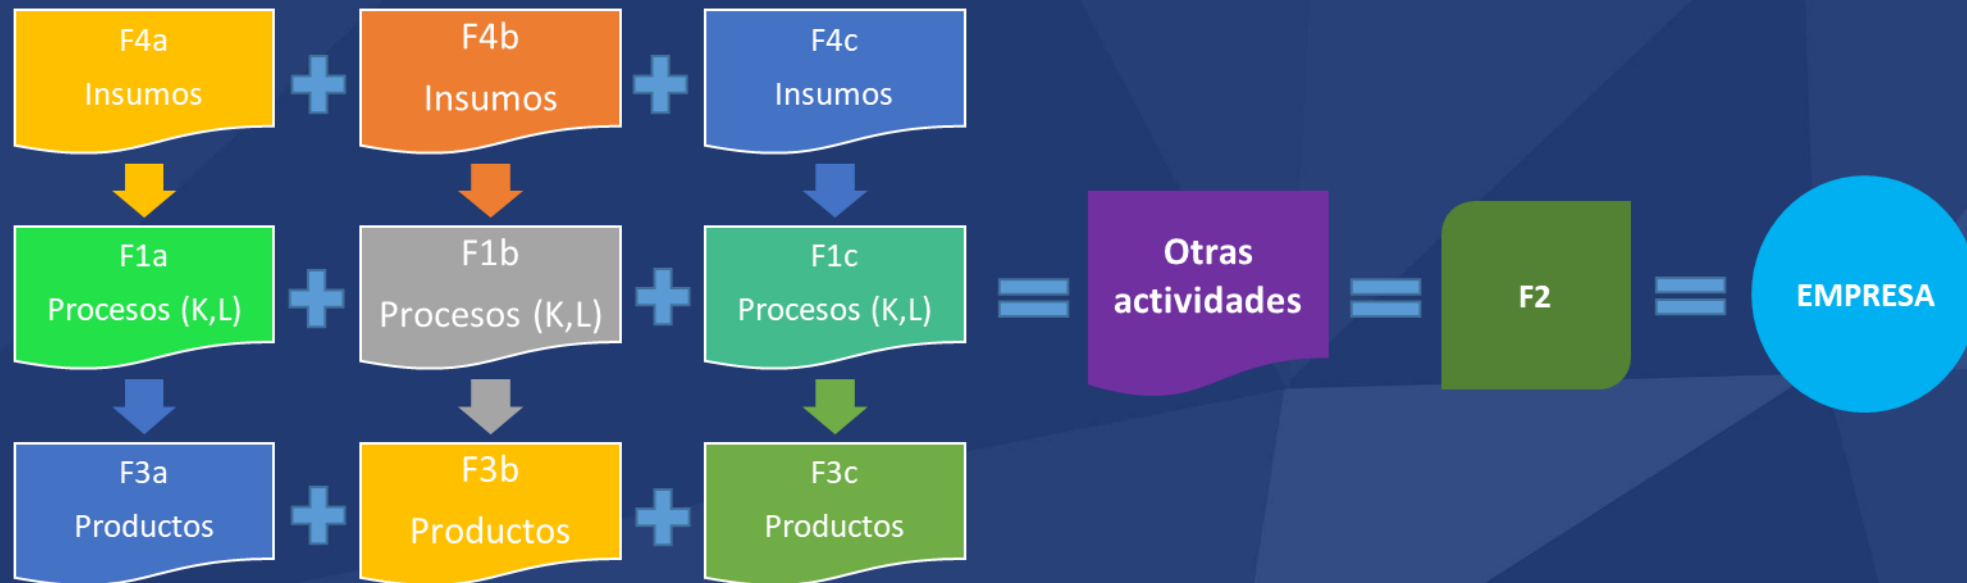 F4a
Insumos
F4b
Insumos
F4c
Insumos
F1a
Procesos (K,L)
F1b
Procesos (K,L)
F1c
Procesos (K,L)
Otras
actividades
F2
EMPRESA
F3a
Productos
F3b
Productos
F3c
Productos